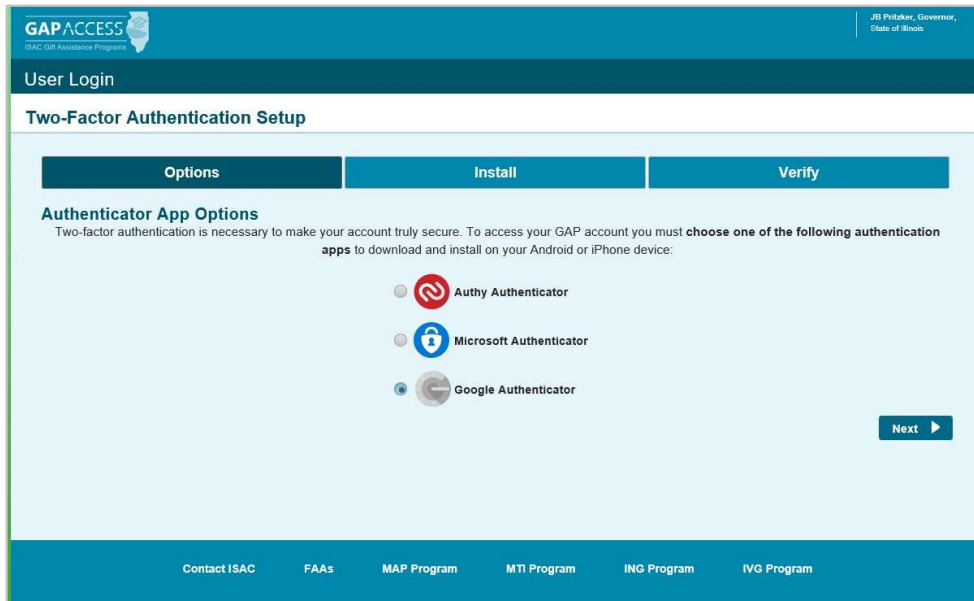 GAP ACCESS
ISAC Gift Assistance Programs
JB Pritzker, Governor,
State of Illinois
User Login
Two-Factor Authentication Setup
Options
Install
Verify
Authenticator App Options
Two-factor authentication is necessary to make your account truly secure. To access your GAP account you must choose one of the following authentication
apps to download and install on your Android or iPhone device:
Authy Authenticator
Microsoft Authenticator
Google Authenticator
Next
Contact ISAC
FAAs
MAP Program
MTI Program
ING Program
IVG Program